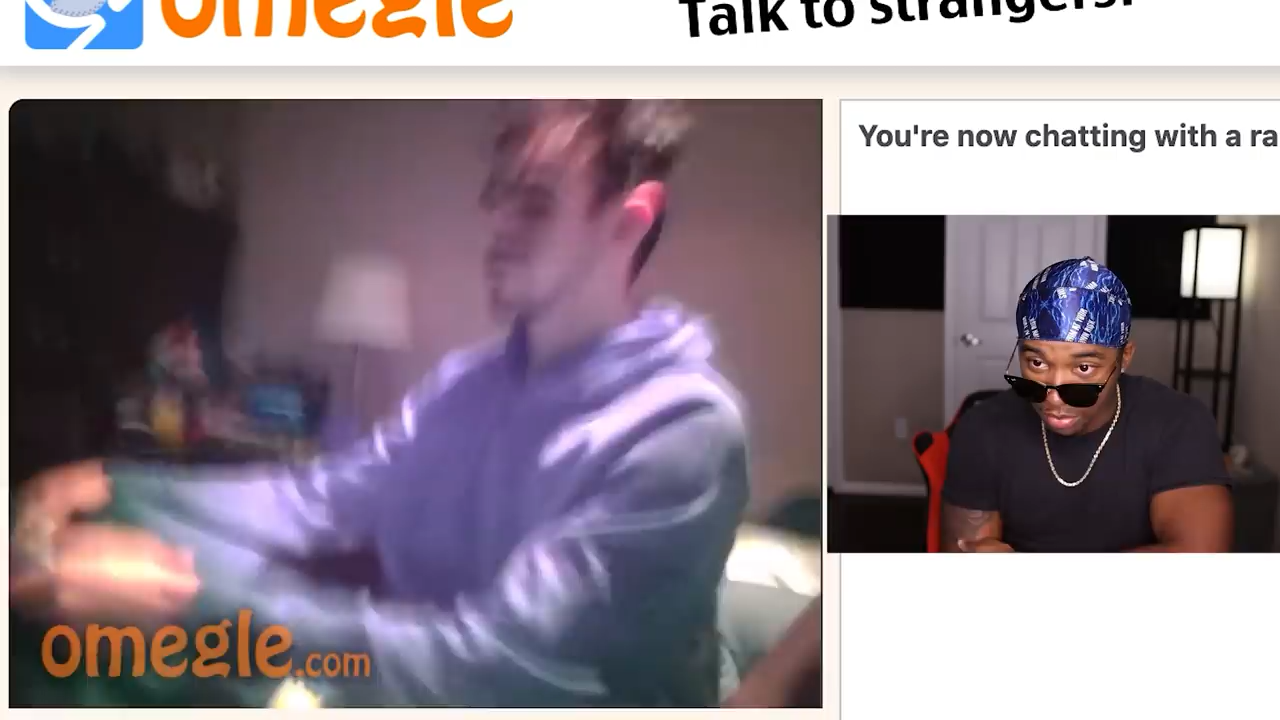 omegle
Talk to strangers!
You're now chatting with a ra
omegle.com